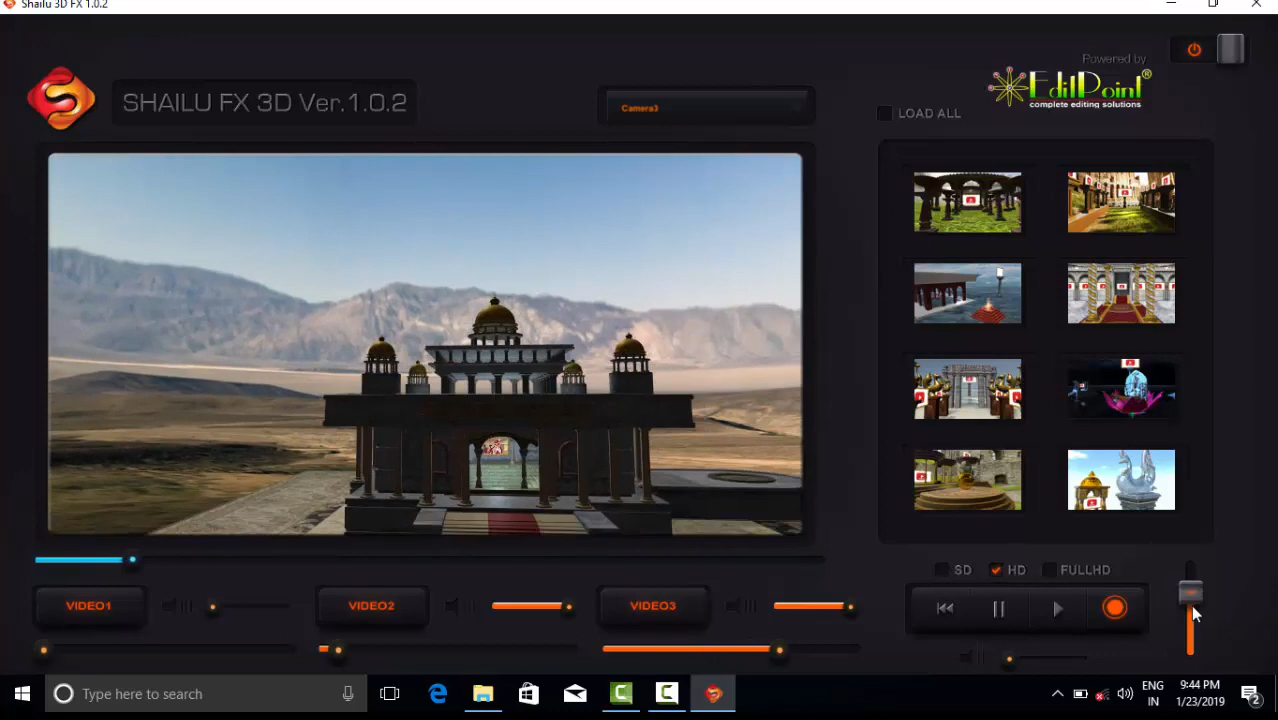 Shailu 3D FX 1.0.2
Powered by
EditPoint®
complete editing solutions
SHAILU FX 3D Ver.1.0.2
Camera3
LOAD ALL
SD HD FULLHD
VIDEO1 VIDEO2 VIDEO3
Type here to search
ENG
IN
9:44 PM
1/23/2019
2